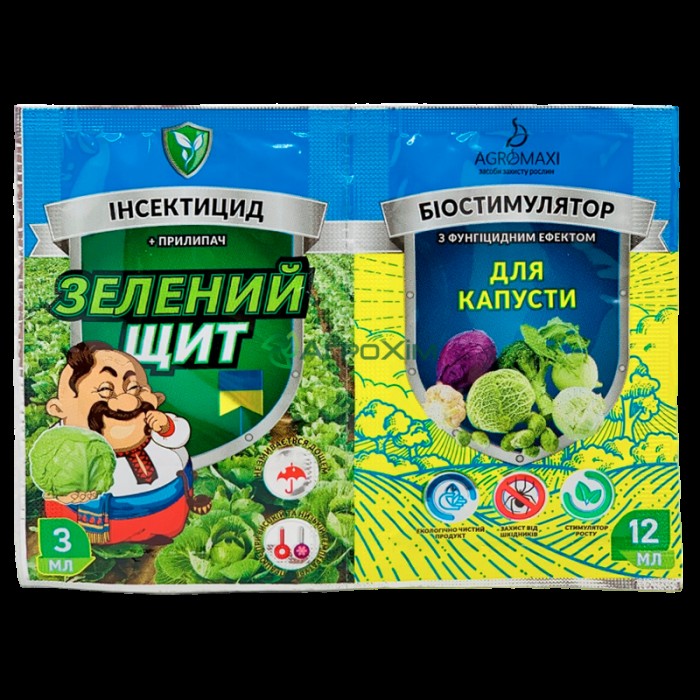 ІНСЕКТИЦИД
+ ПРИЛИПАЧ
ЗЕЛЕНИЙ
ЩИТ
3
МЛ
AGROMAXI
засоби захисту рослин
БІОСТИМУЛЯТОР
З ФУНГІЦИДНИМ ЕФЕКТОМ
ДЛЯ
КАПУСТИ
АГРОХІМ
ЕКОЛОГІЧНО ЧИСТИЙ
ПРОДУКТ
ЗАХИСТ ВІД
ШКІДНИКІВ
СТИМУЛЯТОР
РОСТУ
12
МЛ